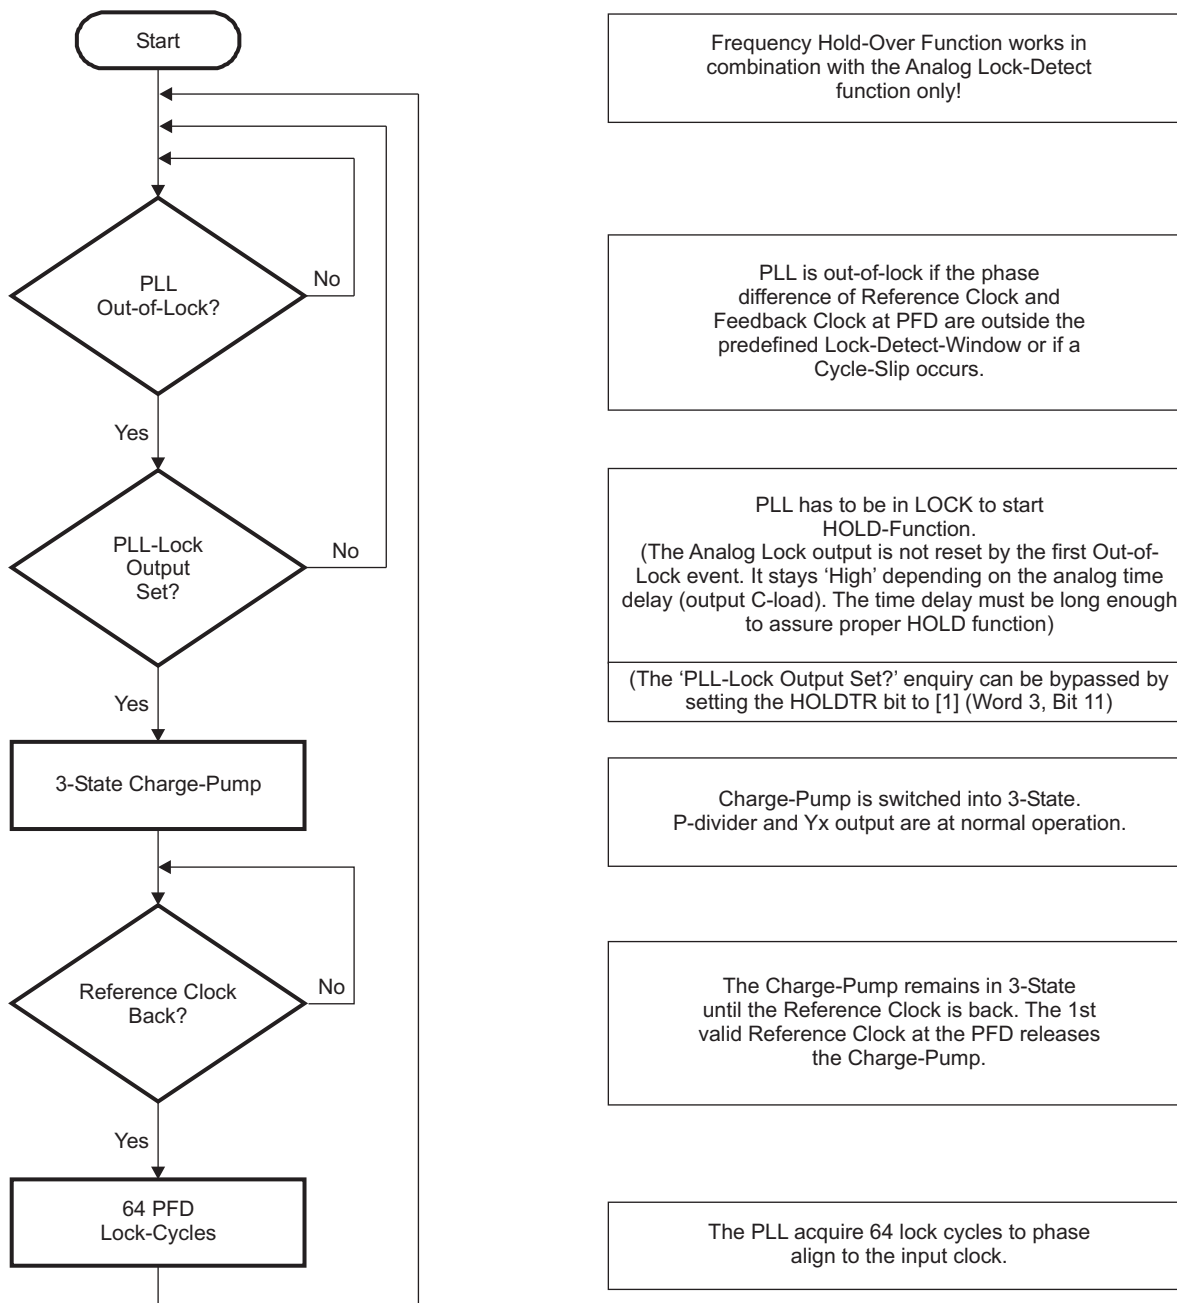 Start
Frequency Hold-Over Function works in
combination with the Analog Lock-Detect
function only!
PLL
Out-of-Lock?
No
Yes
PLL is out-of-lock if the phase
difference of Reference Clock and
Feedback Clock at PFD are outside the
predefined Lock-Detect-Window or if a
Cycle-Slip occurs.
PLL-Lock
Output
Set?
No
Yes
PLL has to be in LOCK to start
HOLD-Function.
(The Analog Lock output is not reset by the first Out-of-
Lock event. It stays ‘High’ depending on the analog time
delay (output C-load). The time delay must be long enough
to assure proper HOLD function)
(The ‘PLL-Lock Output Set?’ enquiry can be bypassed by
setting the HOLDTR bit to [1] (Word 3, Bit 11)
3-State Charge-Pump
Charge-Pump is switched into 3-State.
P-divider and Yx output are at normal operation.
Reference Clock
Back?
No
Yes
The Charge-Pump remains in 3-State
until the Reference Clock is back. The 1st
valid Reference Clock at the PFD releases
the Charge-Pump.
64 PFD
Lock-Cycles
The PLL acquire 64 lock cycles to phase
align to the input clock.